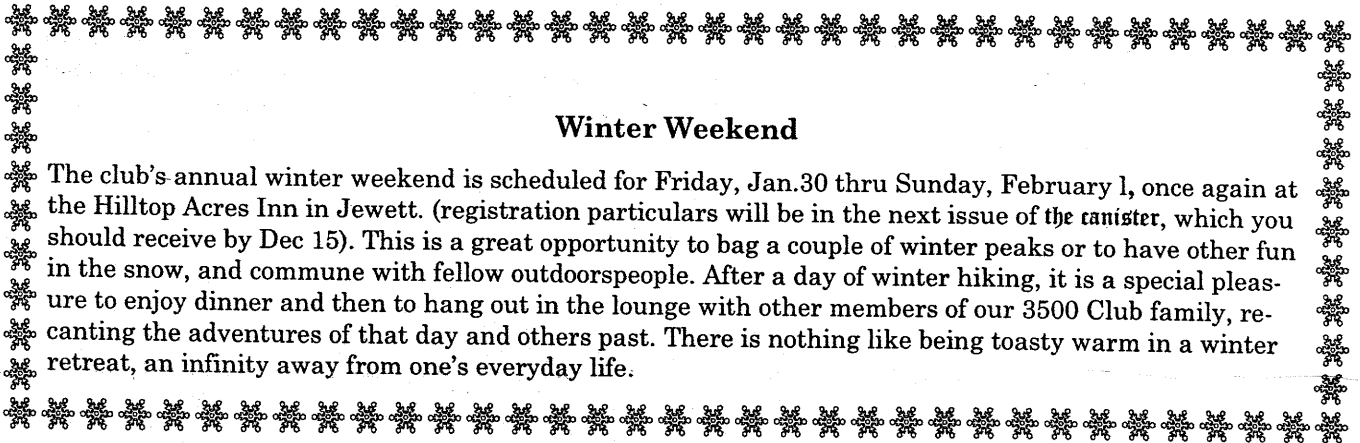 Winter Weekend
The club's annual winter weekend is scheduled for Friday, Jan.30 thru Sunday, February 1, once again at
the Hilltop Acres Inn in Jewett. (registration particulars will be in the next issue of the canister, which you
should receive by Dec 15). This is a great opportunity to bag a couple of winter peaks or to have other fun
in the snow, and commune with fellow outdoorspeople. After a day of winter hiking, it is a special pleas-
ure to enjoy dinner and then to hang out in the lounge with other members of our 3500 Club family, re-
canting the adventures of that day and others past. There is nothing like being toasty warm in a winter
retreat, an infinity away from one's everyday life.